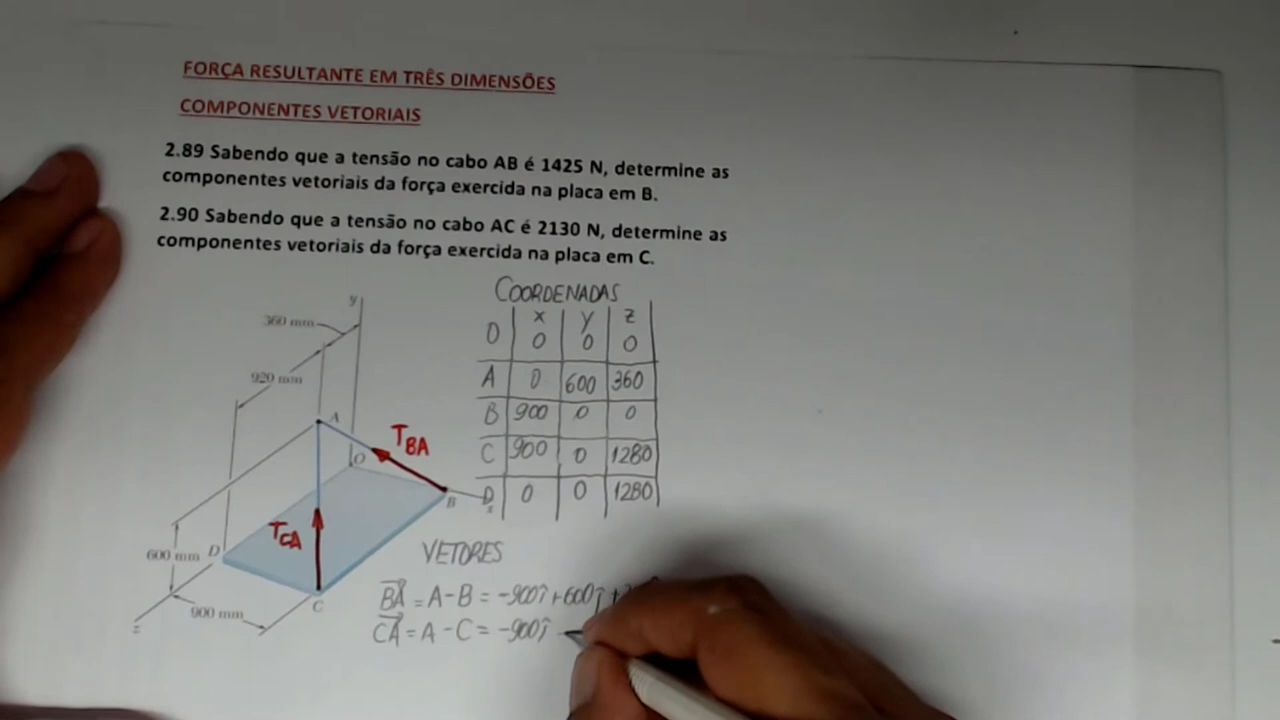 FORÇA RESULTANTE EM TRÊS DIMENSÕES
COMPONENTES VETORIAIS
2.89 Sabendo que a tensão no cabo AB é 1425 N, determine as
componentes vetoriais da força exercida na placa em B.
2.90 Sabendo que a tensão no cabo AC é 2130 N, determine as
componentes vetoriais da força exercida na placa em C.
COORDENADAS
x y z
O 0 0 0
A 0 600 360
B 900 0 0
C 900 0 1280
D 0 0 1280
y
360 mm
920 mm
A
T_BA
O
B
x
T_CA
600 mm
D
900 mm
C
z
VETORES
BA = A - B = -900î + 600ĵ +
CA = A - C = -900î